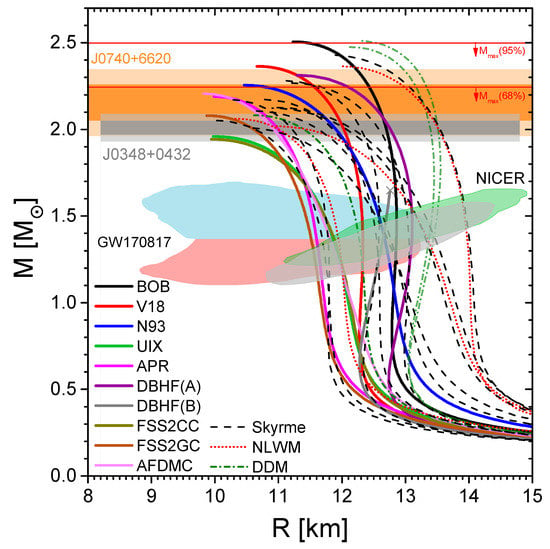 M [M⊙]
2.5
2.0
1.5
1.0
0.5
0.0
J0740+6620
Mmax(95%)
Mmax(68%)
J0348+0432
NICER
GW170817
BOB
V18
N93
UIX
APR
DBHF(A)
DBHF(B)
FSS2CC
FSS2GC
AFDMC
Skyrme
NLWM
DDM
8 9 10 11 12 13 14 15
R [km]